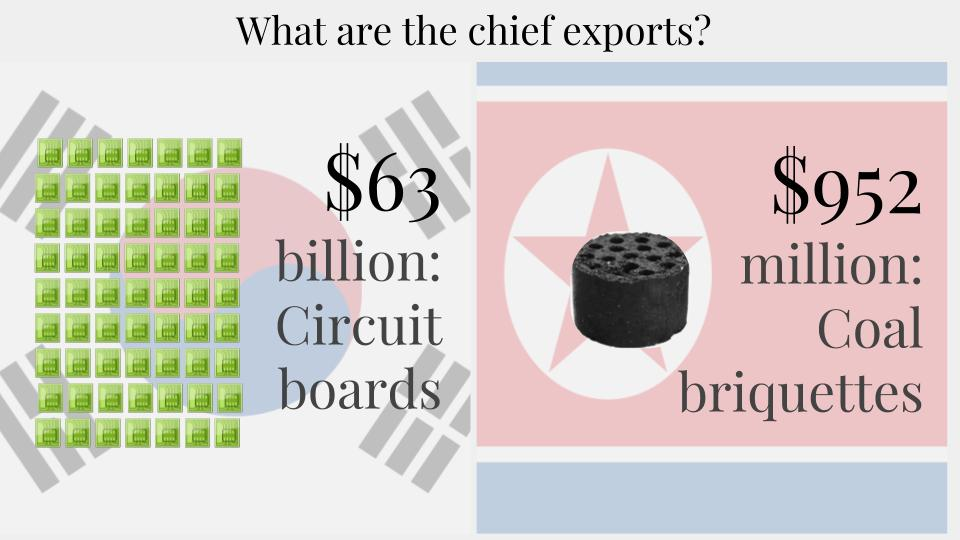 What are the chief exports?
$63
billion:
Circuit
boards
$952
million:
Coal
briquettes